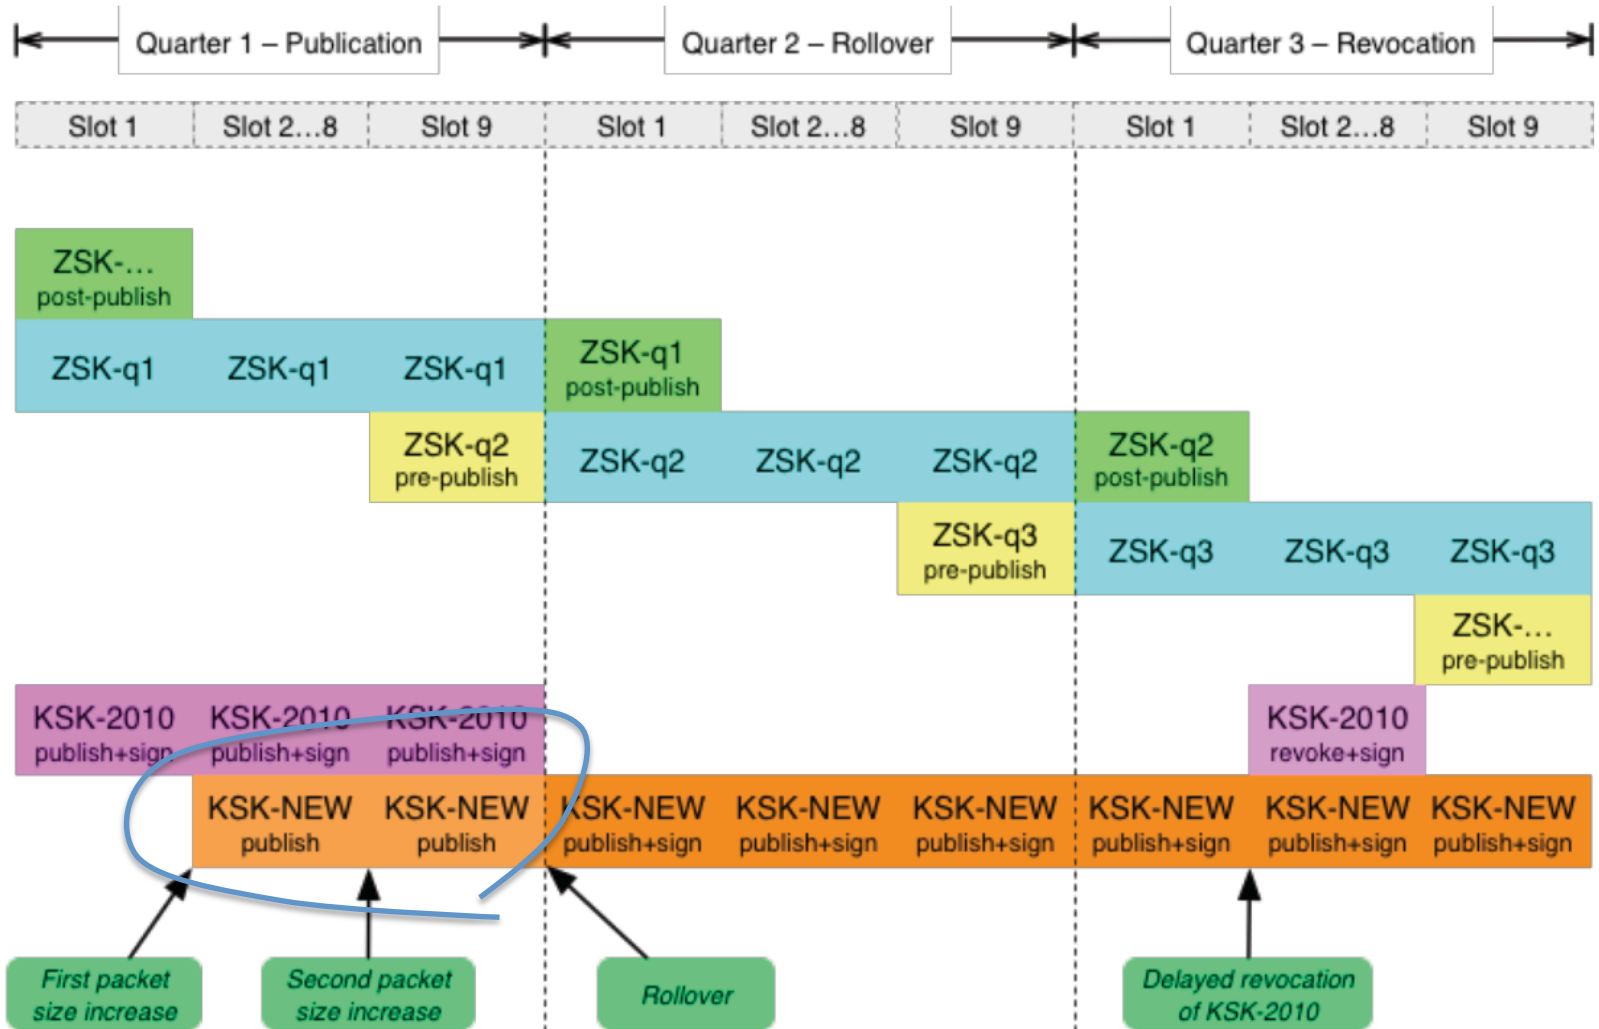 Quarter 1 – Publication
Quarter 2 – Rollover
Quarter 3 – Revocation
Slot 1
Slot 2...8
Slot 9
Slot 1
Slot 2...8
Slot 9
Slot 1
Slot 2...8
Slot 9
ZSK-...
post-publish
ZSK-q1
ZSK-q1
ZSK-q1
ZSK-q1
post-publish
ZSK-q2
pre-publish
ZSK-q2
ZSK-q2
ZSK-q2
ZSK-q2
post-publish
ZSK-q3
pre-publish
ZSK-q3
ZSK-q3
ZSK-q3
ZSK-...
pre-publish
KSK-2010
publish+sign
KSK-2010
publish+sign
KSK-2010
publish+sign
KSK-2010
revoke+sign
KSK-NEW
publish
KSK-NEW
publish
KSK-NEW
publish+sign
KSK-NEW
publish+sign
KSK-NEW
publish+sign
KSK-NEW
publish+sign
KSK-NEW
publish+sign
KSK-NEW
publish+sign
First packet
size increase
Second packet
size increase
Rollover
Delayed revocation
of KSK-2010